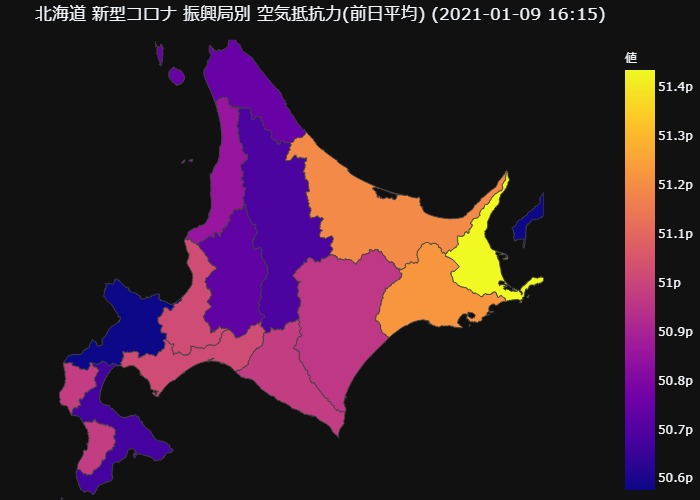 北海道 新型コロナ 振興局別 空気抵抗力(前日平均) (2021-01-09 16:15)
値
51.4p
51.3p
51.2p
51.1p
51p
50.9p
50.8p
50.7p
50.6p